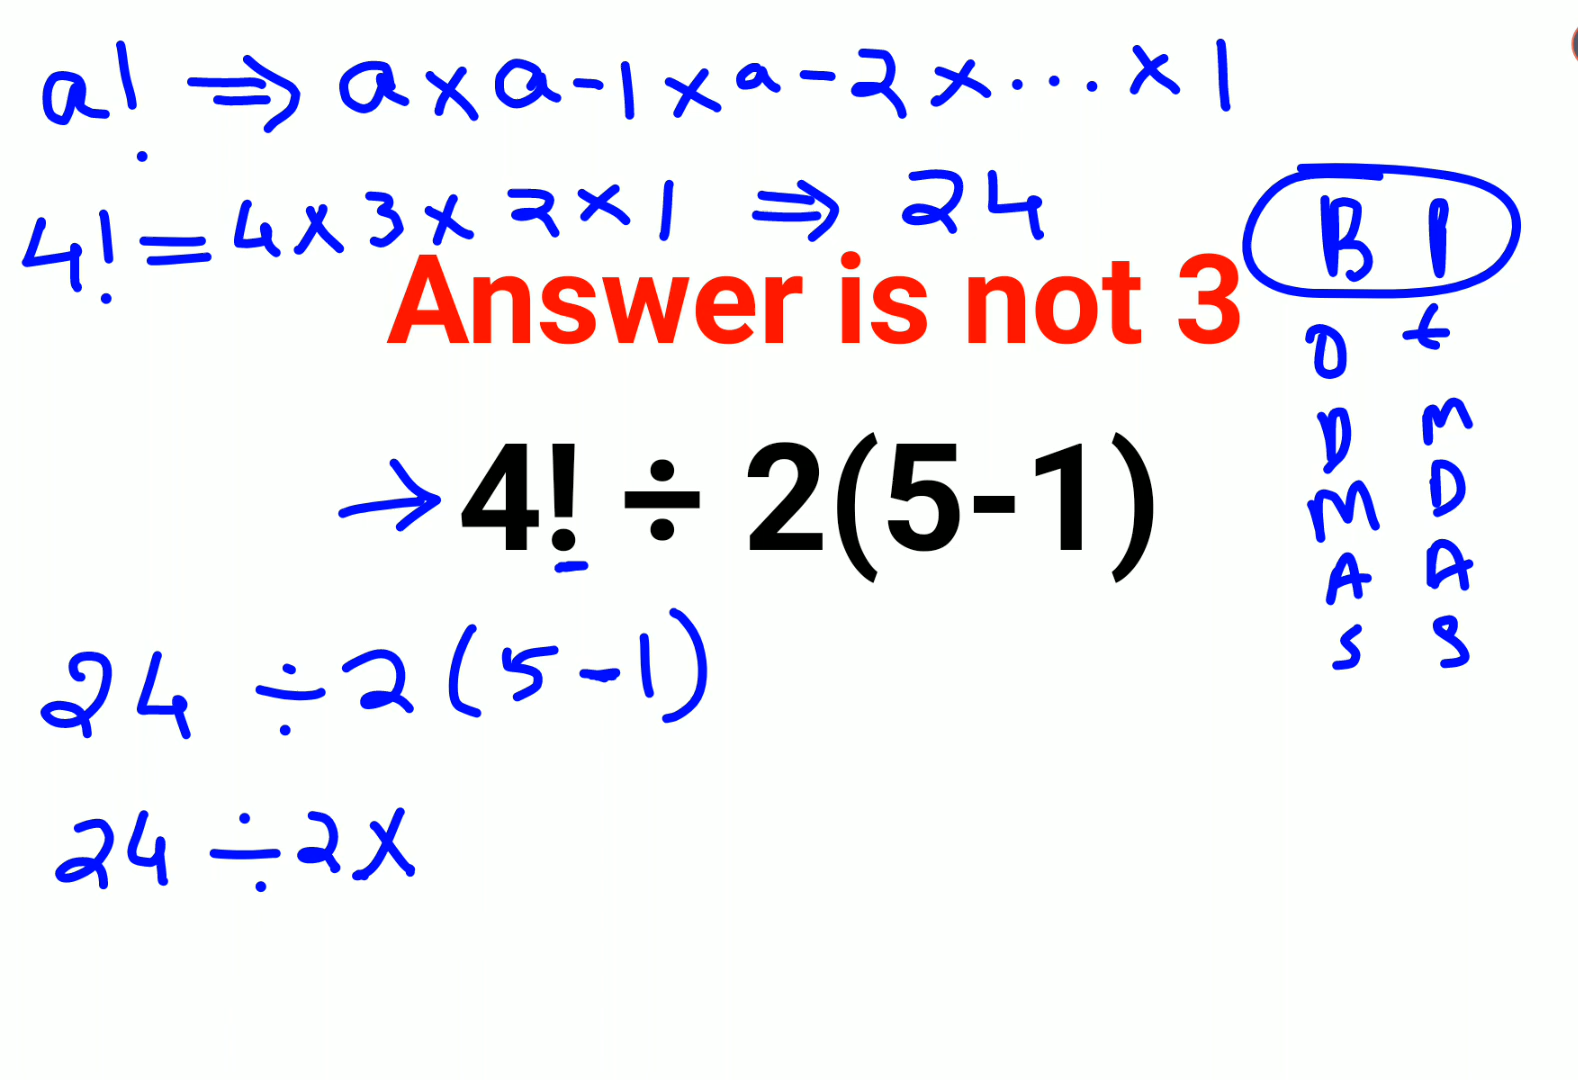 a! ⇒ a x a - 1 x a - 2 x . . . x 1
4! = 4 x 3 x 2 x 1 ⇒ 24
Answer is not 3
→ 4! ÷ 2(5-1)
24 ÷ 2 (5 - 1)
24 ÷ 2 x
B P
O E
D M
M D
A A
S S